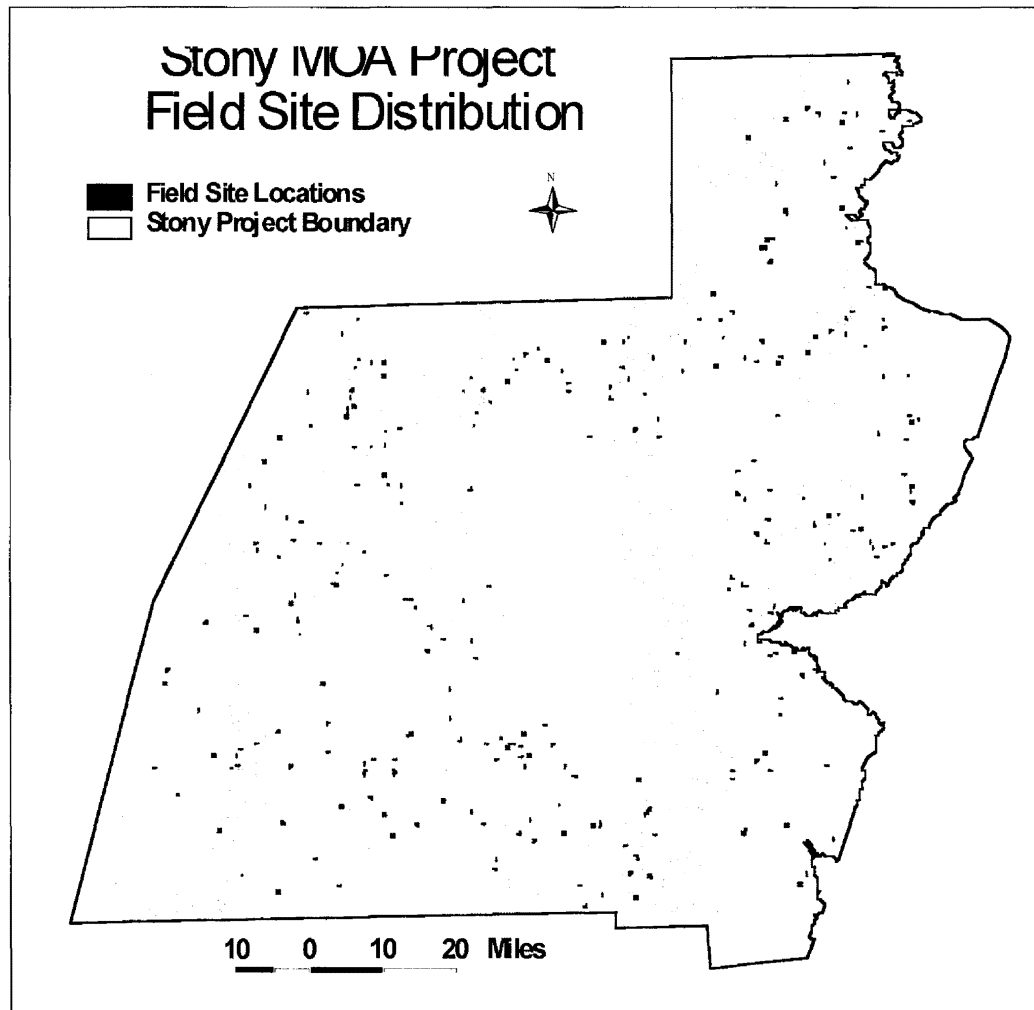 Stony MOA Project
Field Site Distribution
N
Field Site Locations
Stony Project Boundary
10 0 10 20 Miles